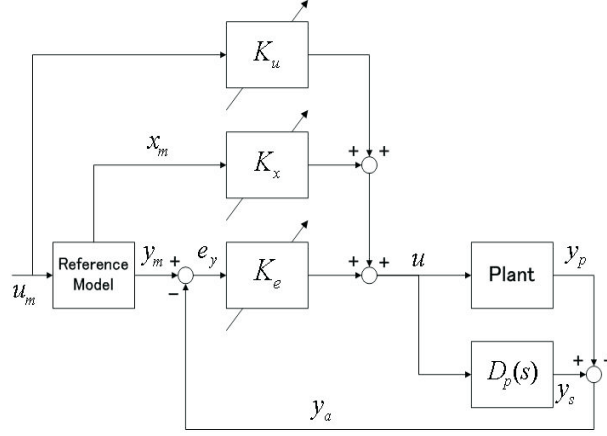 K_u
+ +
x_m
K_x
y_m + e_y
Reference Model
K_e
+ +
u
Plant
y_p
u_m
−
+
D_p(s)
y_s
y_a